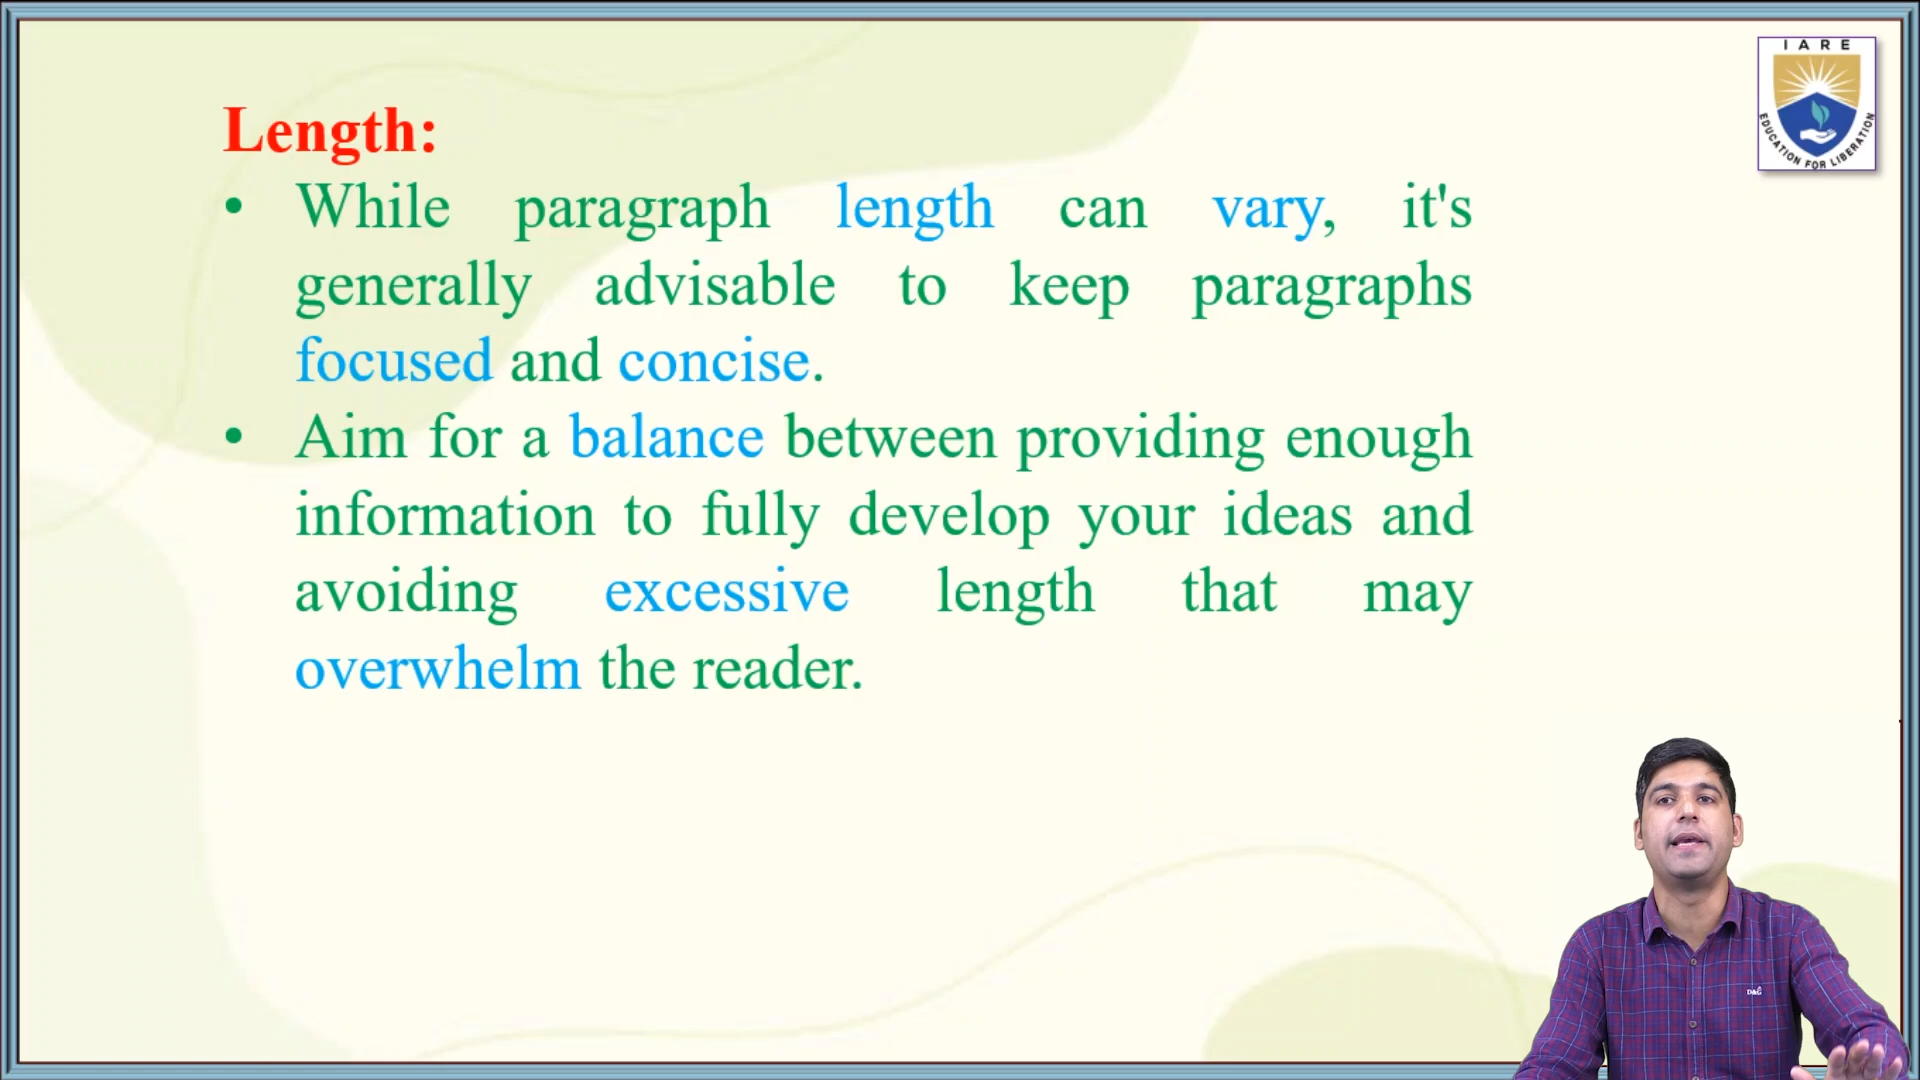 IARE
EDUCATION FOR LIBERATION
Length:
• While paragraph length can vary, it's
generally advisable to keep paragraphs
focused and concise.
• Aim for a balance between providing enough
information to fully develop your ideas and
avoiding excessive length that may
overwhelm the reader.
D&G